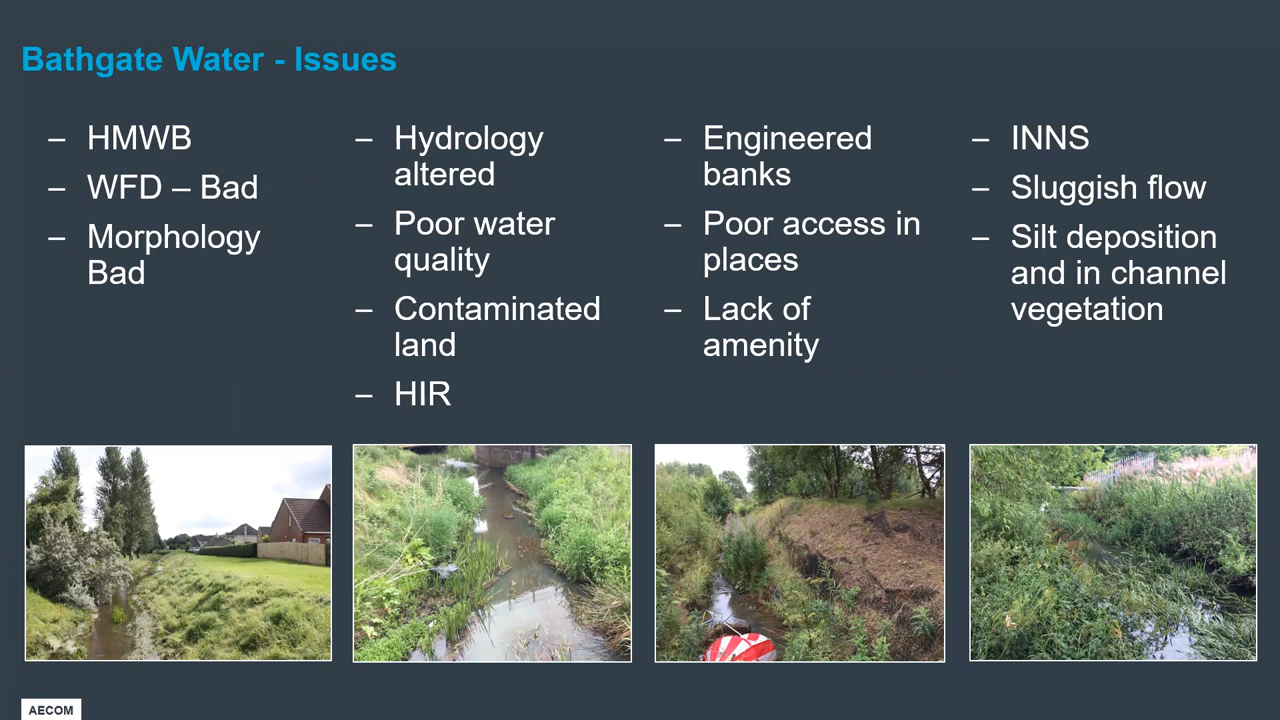 Bathgate Water - Issues
– HMWB
– WFD – Bad
– Morphology
Bad
– Hydrology
altered
– Poor water
quality
– Contaminated
land
– HIR
– Engineered
banks
– Poor access in
places
– Lack of
amenity
– INNS
– Sluggish flow
– Silt deposition
and in channel
vegetation
AECOM